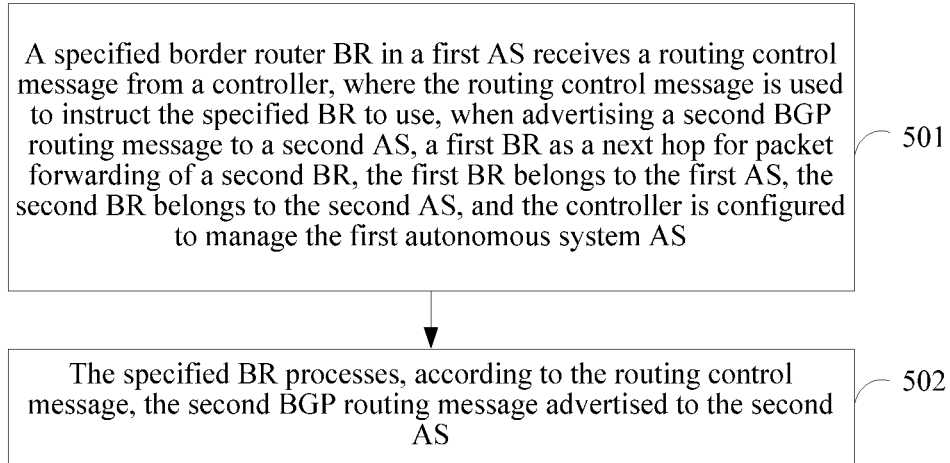 A specified border router BR in a first AS receives a routing control
message from a controller, where the routing control message is used
to instruct the specified BR to use, when advertising a second BGP
routing message to a second AS, a first BR as a next hop for packet
forwarding of a second BR, the first BR belongs to the first AS, the
second BR belongs to the second AS, and the controller is configured
to manage the first autonomous system AS
501
The specified BR processes, according to the routing control
message, the second BGP routing message advertised to the second
AS
502